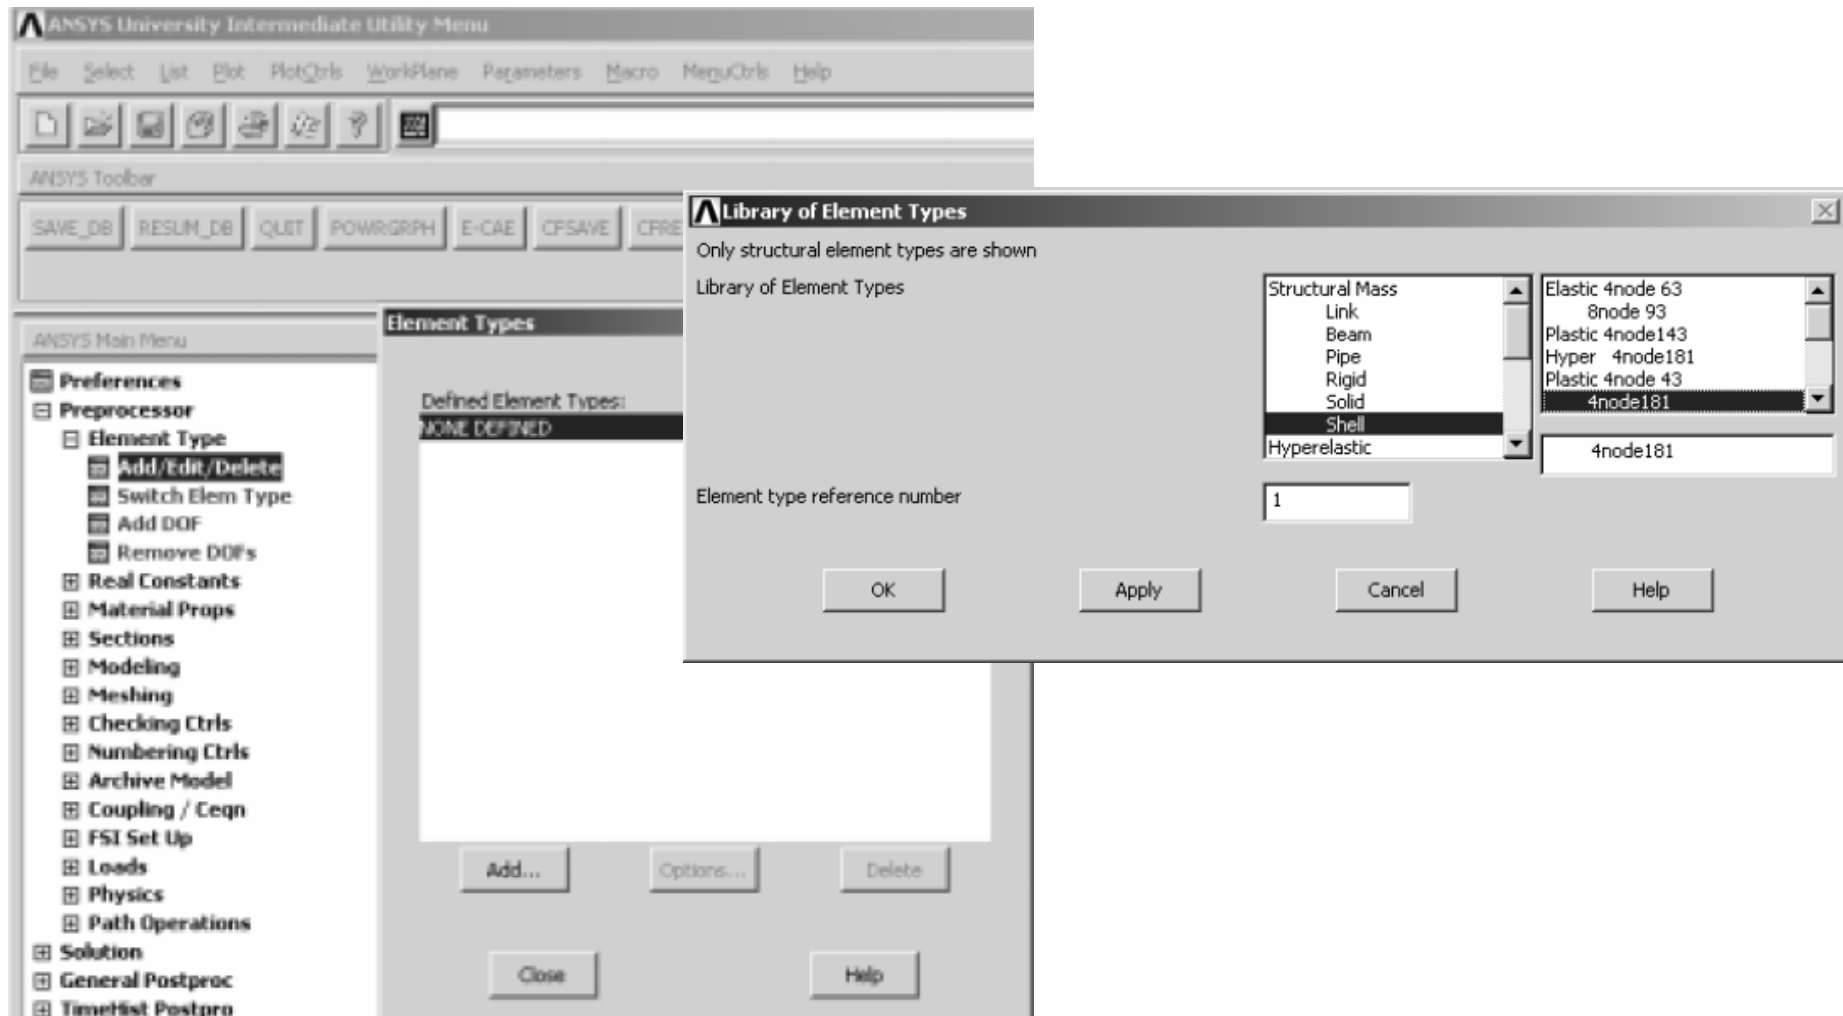 ANSYS University Intermediate Utility Menu
File Select List Plot PlotCtrls WorkPlane Parameters Macro MenuCtrls Help
ANSYS Toolbar
SAVE_DB RESUM_DB QUIT POWRGRPH E-CAE CFSAVE CFRE
ANSYS Main Menu
Preferences
Preprocessor
Element Type
Add/Edit/Delete
Switch Elem Type
Add DOF
Remove DOFs
Real Constants
Material Props
Sections
Modeling
Meshing
Checking Ctrls
Numbering Ctrls
Archive Model
Coupling / Ceqn
FSI Set Up
Loads
Physics
Path Operations
Solution
General Postproc
TimeHist Postpro
Element Types
Defined Element Types:
NONE DEFINED
Add... Options... Delete
Close Help
Library of Element Types
Only structural element types are shown
Library of Element Types
Structural Mass
Link
Beam
Pipe
Rigid
Solid
Shell
Hyperelastic
Elastic 4node 63
8node 93
Plastic 4node143
Hyper 4node181
Plastic 4node 43
4node181
4node181
Element type reference number
1
OK Apply Cancel Help